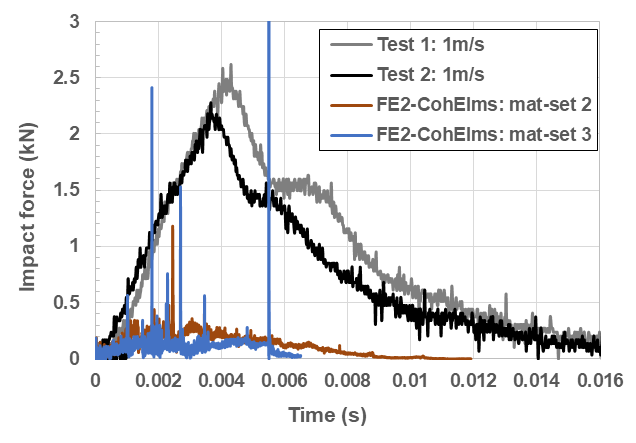 3
2.5
2
1.5
1
0.5
0
Impact force (kN)
Test 1: 1m/s
Test 2: 1m/s
FE2-CohElms: mat-set 2
FE2-CohElms: mat-set 3
0 0.002 0.004 0.006 0.008 0.01 0.012 0.014 0.016
Time (s)